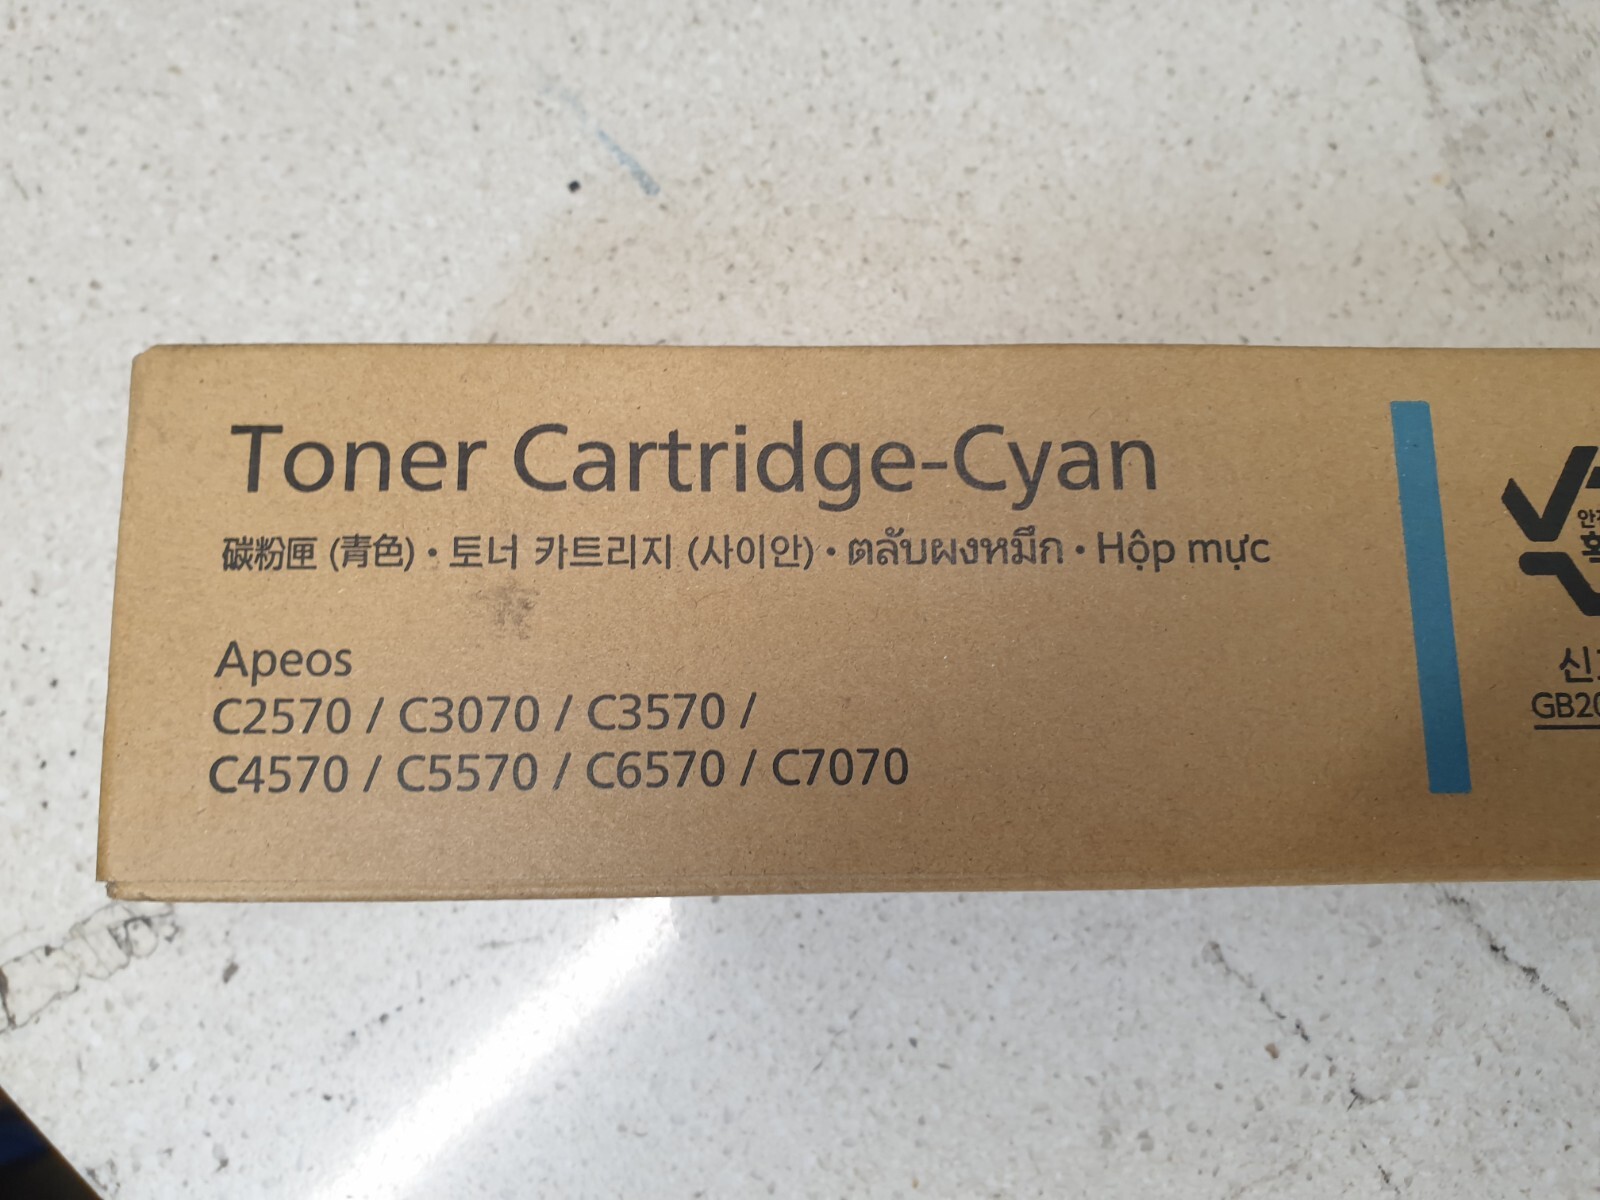 Toner Cartridge-Cyan
碳粉匣 (青色) · 토너 카트리지 (사이안) · ตลับผงหมึก · Hộp mực
Apeos
C2570 / C3070 / C3570 /
C4570 / C5570 / C6570 / C7070